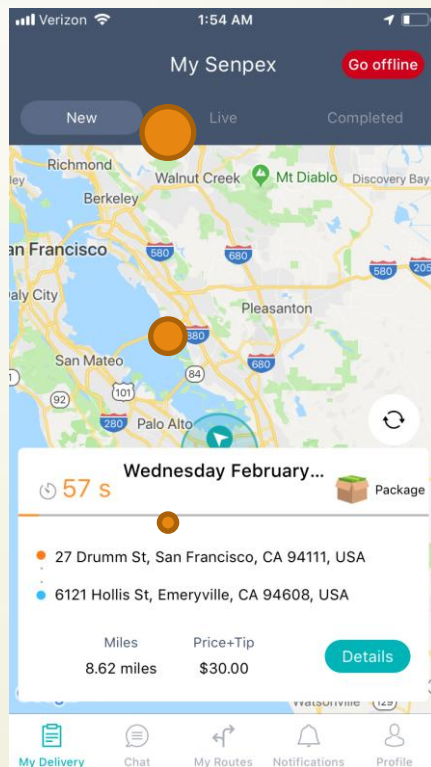 Verizon 1:54 AM
My Senpex Go offline
New Live Completed
Richmond
Walnut Creek Mt Diablo Discovery Bay
ley
Berkeley
an Francisco
580 680
580 205
aly City
Pleasanton
880
San Mateo
680
84
92 101
280 Palo Alto
Wednesday February...
57 s Package
27 Drumm St, San Francisco, CA 94111, USA
6121 Hollis St, Emeryville, CA 94608, USA
Miles Price+Tip
8.62 miles $30.00
Details
Watsonville 129
My Delivery Chat My Routes Notifications Profile